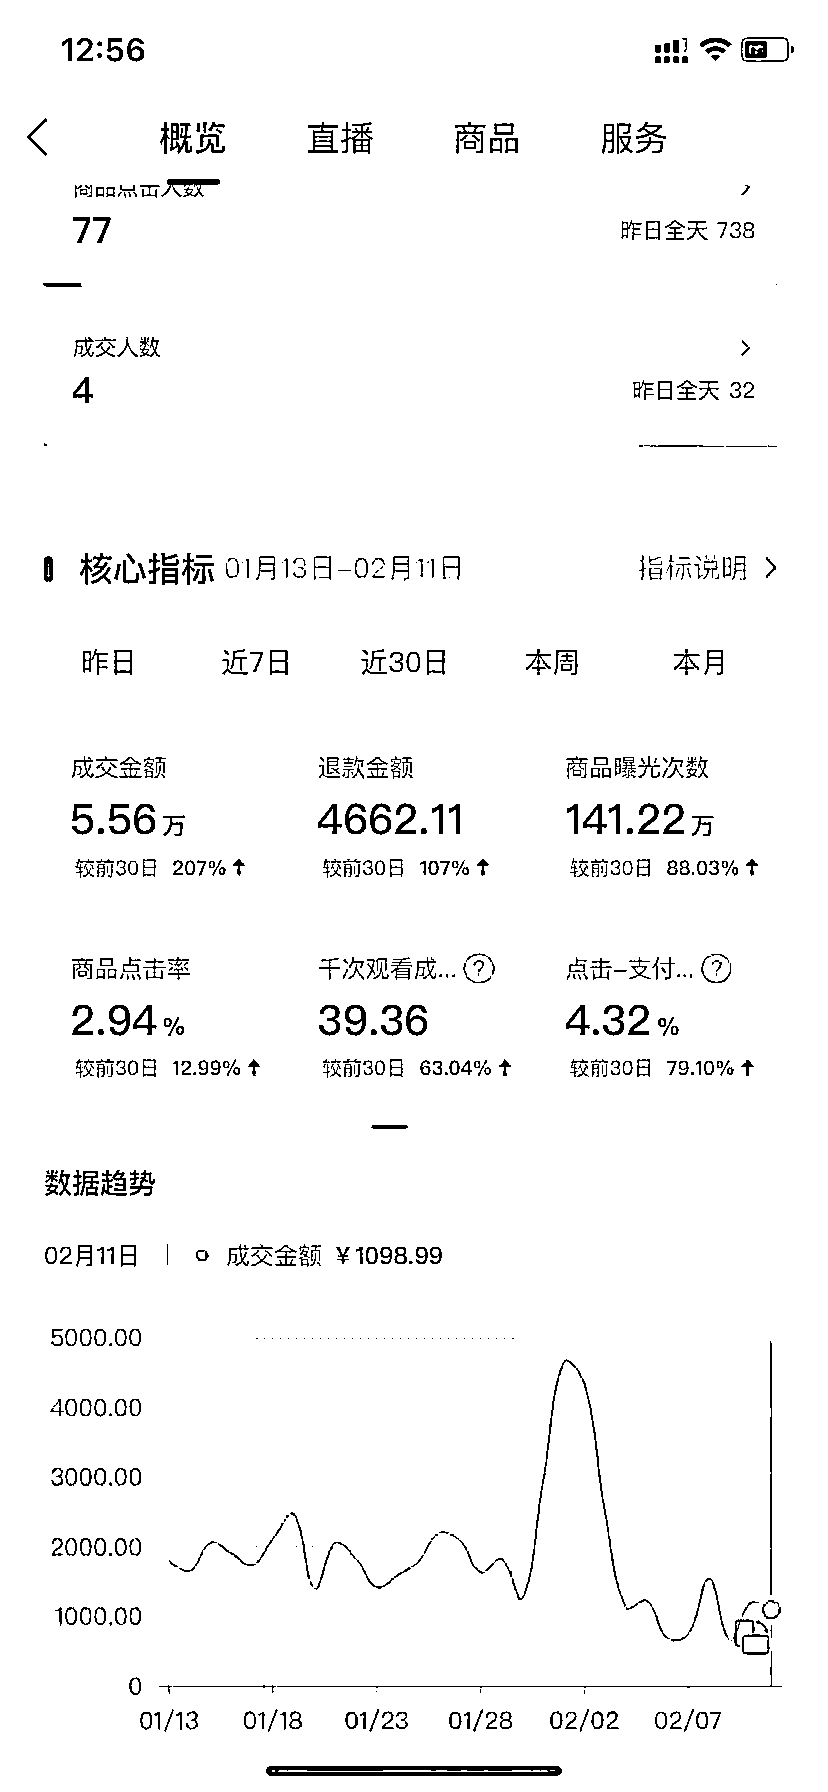 12:56
概览 直播 商品 服务
商品点击人数
77 昨日全天 738
成交人数
4 昨日全天 32
核心指标 01月13日-02月11日 指标说明
昨日 近7日 近30日 本周 本月
成交金额 退款金额 商品曝光次数
5.56万 4662.11 141.22万
较前30日 207% 较前30日 107% 较前30日 88.03%
商品点击率 千次观看成... 点击-支付...
2.94% 39.36 4.32%
较前30日 12.99% 较前30日 63.04% 较前30日 79.10%
数据趋势
02月11日 成交金额 ¥1098.99
5000.00
4000.00
3000.00
2000.00
1000.00
0
01/13 01/18 01/23 01/28 02/02 02/07